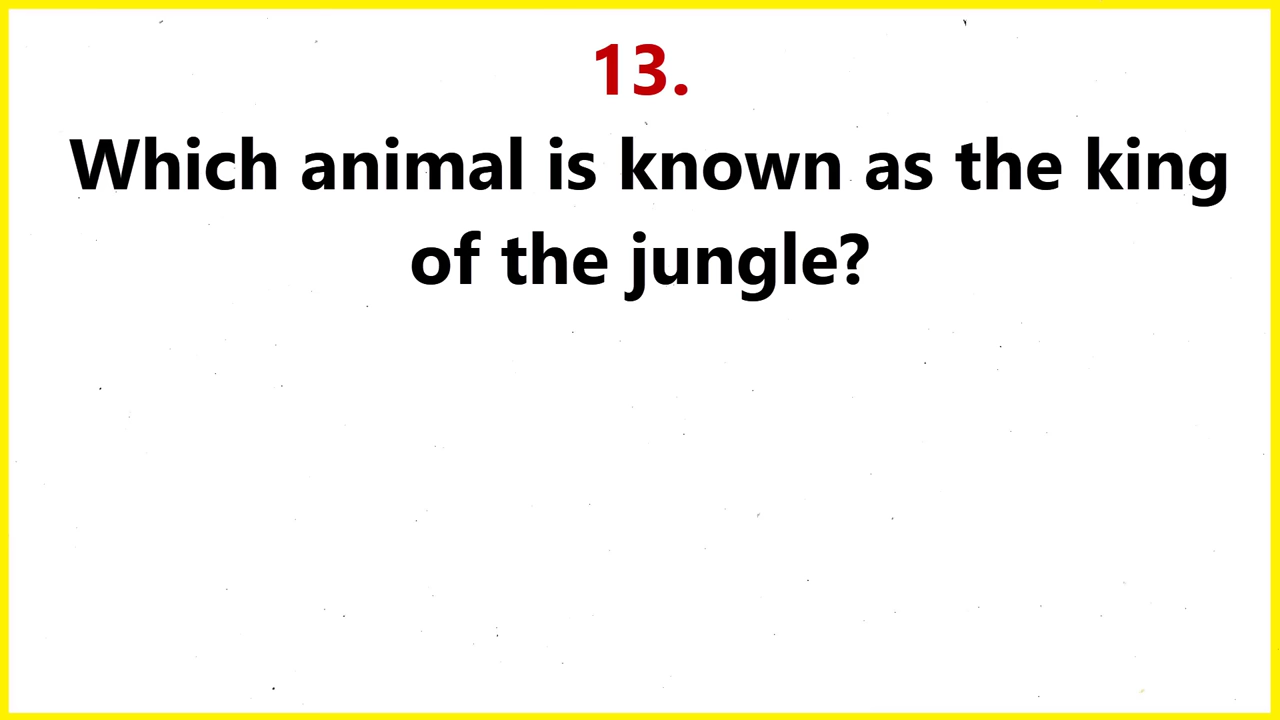 13.
Which animal is known as the king
of the jungle?